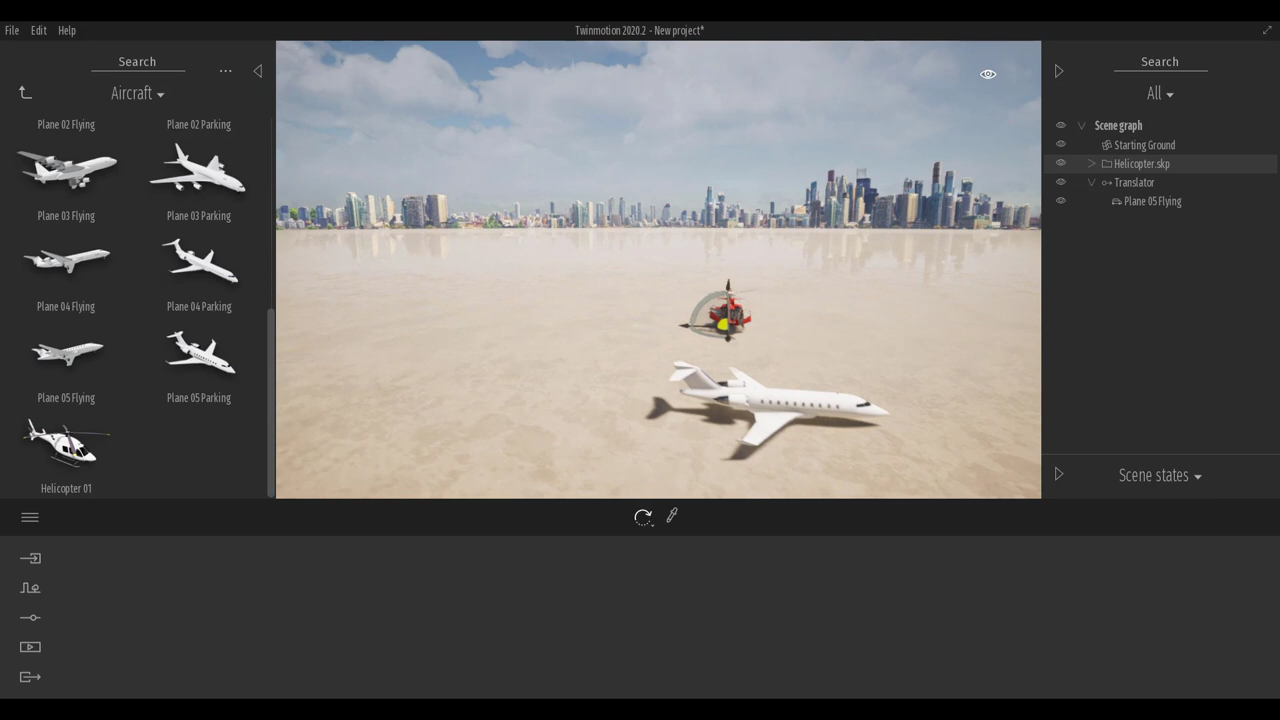 File Edit Help
Twinmotion 2020.2 - New project*
Search
...
Aircraft
Plane 02 Flying
Plane 02 Parking
Plane 03 Flying
Plane 03 Parking
Plane 04 Flying
Plane 04 Parking
Plane 05 Flying
Plane 05 Parking
Helicopter 01
Search
All
Scene graph
Starting Ground
Helicopter.skp
Translator
Plane 05 Flying
Scene states